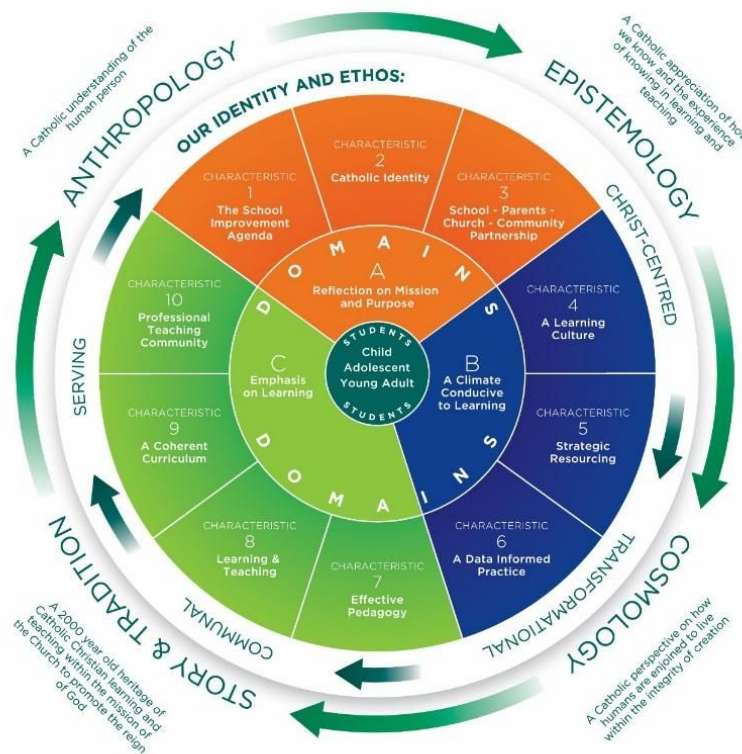 ANTHROPOLOGY
A Catholic understanding of the
human person
EPISTEMOLOGY
A Catholic appreciation of how
we know and the experience
of knowing in learning and
teaching
COSMOLOGY
A Catholic perspective on how
humans are enjoined to live
within the integrity of creation
STORY & TRADITION
A 2000 year old heritage of
Catholic Christian learning and
teaching within the mission of
the Church to promote the reign
of God
OUR IDENTITY AND ETHOS:
CHRIST-CENTRED
TRANSFORMATIONAL
COMMUNAL
SERVING
CHARACTERISTIC
1
The School
Improvement
Agenda
CHARACTERISTIC
2
Catholic Identity
CHARACTERISTIC
3
School - Parents -
Church - Community
Partnership
CHARACTERISTIC
4
A Learning
Culture
CHARACTERISTIC
5
Strategic
Resourcing
CHARACTERISTIC
6
A Data Informed
Practice
CHARACTERISTIC
7
Effective
Pedagogy
CHARACTERISTIC
8
Learning &
Teaching
CHARACTERISTIC
9
A Coherent
Curriculum
CHARACTERISTIC
10
Professional
Teaching
Community
DOMAINS
A
Reflection on Mission
and Purpose
B
A Climate
Conducive
to Learning
C
Emphasis
on Learning
DOMAINS
STUDENTS
Child
Adolescent
Young Adult
STUDENTS